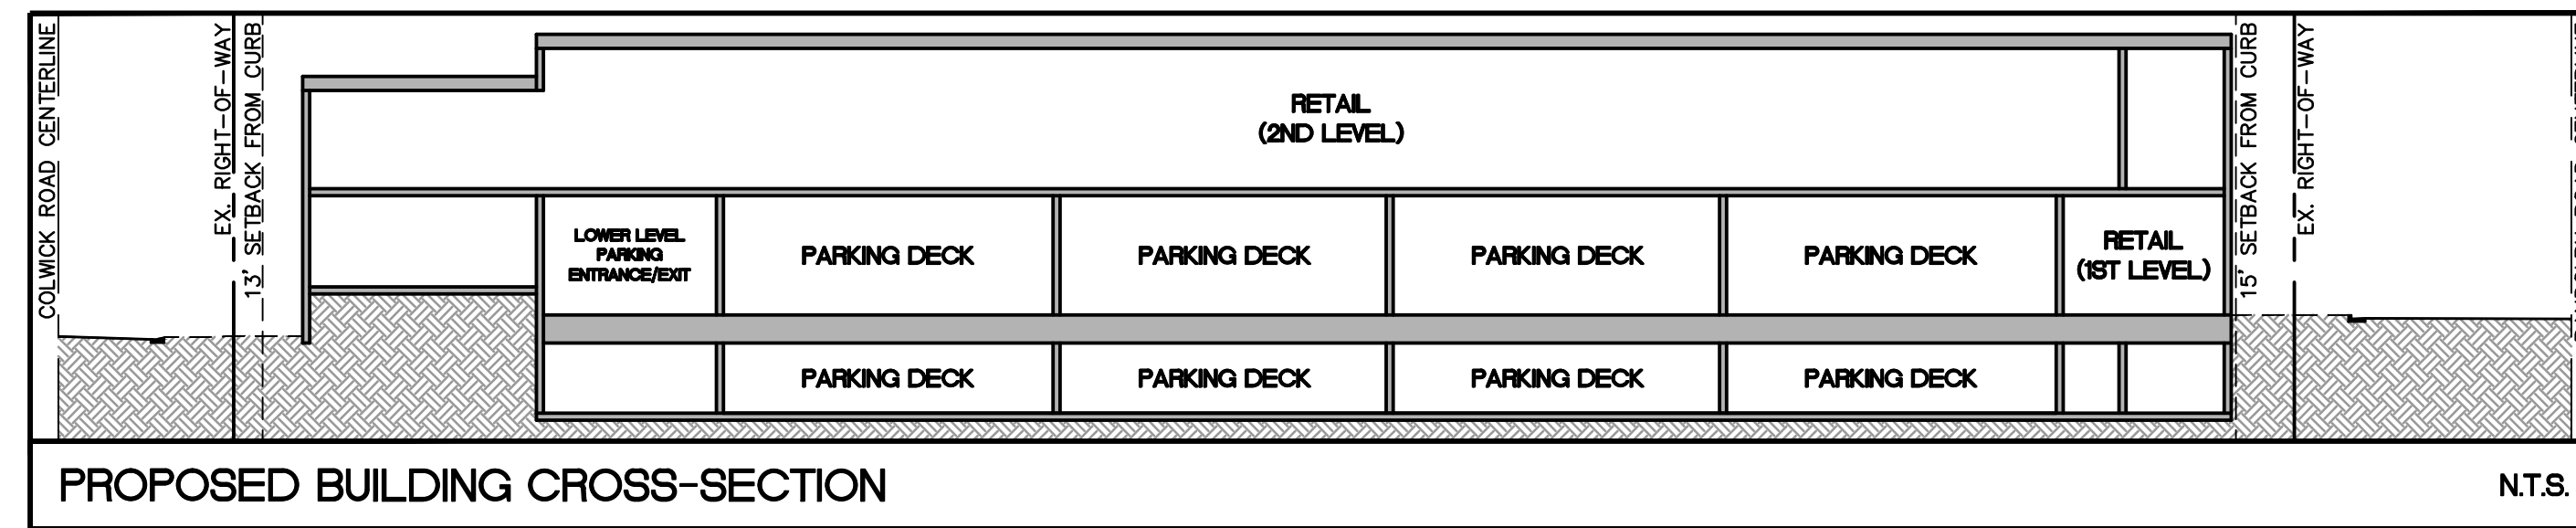 COLWICK ROAD CENTERLINE
EX. RIGHT-OF-WAY
13' SETBACK FROM CURB
RETAIL
(2ND LEVEL)
LOWER LEVEL
PARKING
ENTRANCE/EXIT
PARKING DECK
PARKING DECK
PARKING DECK
PARKING DECK
RETAIL
(1ST LEVEL)
PARKING DECK
PARKING DECK
PARKING DECK
PARKING DECK
15' SETBACK FROM CURB
EX. RIGHT-OF-WAY
PROPOSED BUILDING CROSS-SECTION
N.T.S.